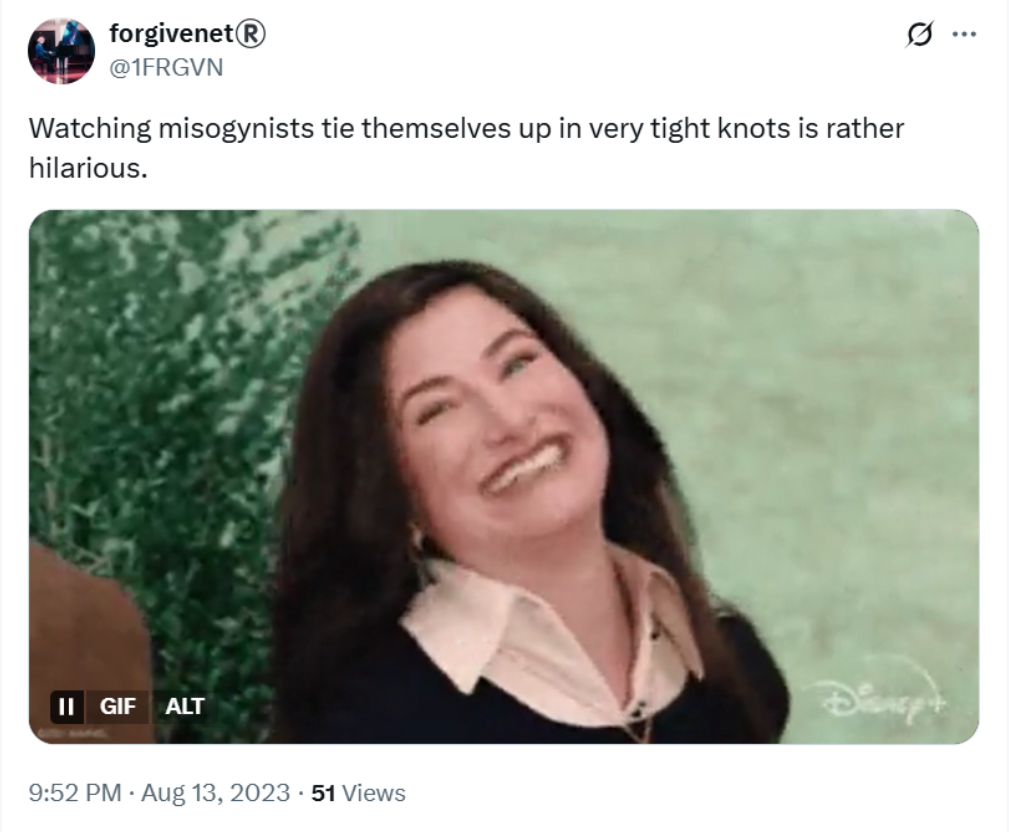 forgivenet®
@1FRGVN
Watching misogynists tie themselves up in very tight knots is rather
hilarious.
GIF ALT
Disney+
9:52 PM · Aug 13, 2023 · 51 Views